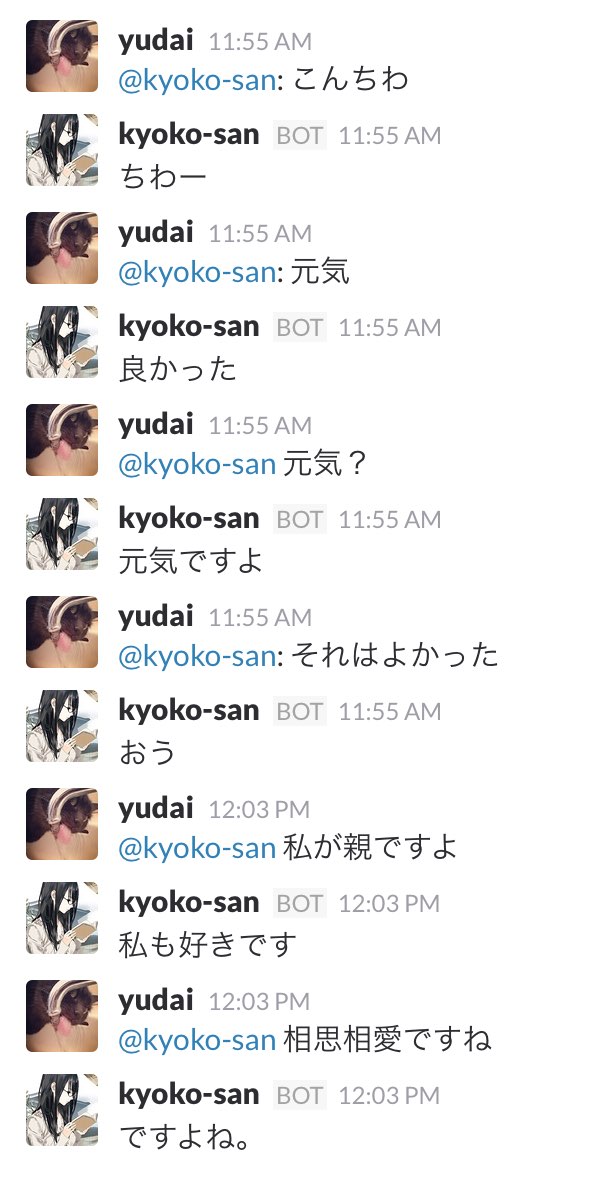 yudai 11:55 AM
@kyoko-san: こんちわ
kyoko-san BOT 11:55 AM
ちわー
yudai 11:55 AM
@kyoko-san: 元気
kyoko-san BOT 11:55 AM
良かった
yudai 11:55 AM
@kyoko-san 元気？
kyoko-san BOT 11:55 AM
元気ですよ
yudai 11:55 AM
@kyoko-san: それはよかった
kyoko-san BOT 11:55 AM
おう
yudai 12:03 PM
@kyoko-san 私が親ですよ
kyoko-san BOT 12:03 PM
私も好きです
yudai 12:03 PM
@kyoko-san 相思相愛ですね
kyoko-san BOT 12:03 PM
ですよね。